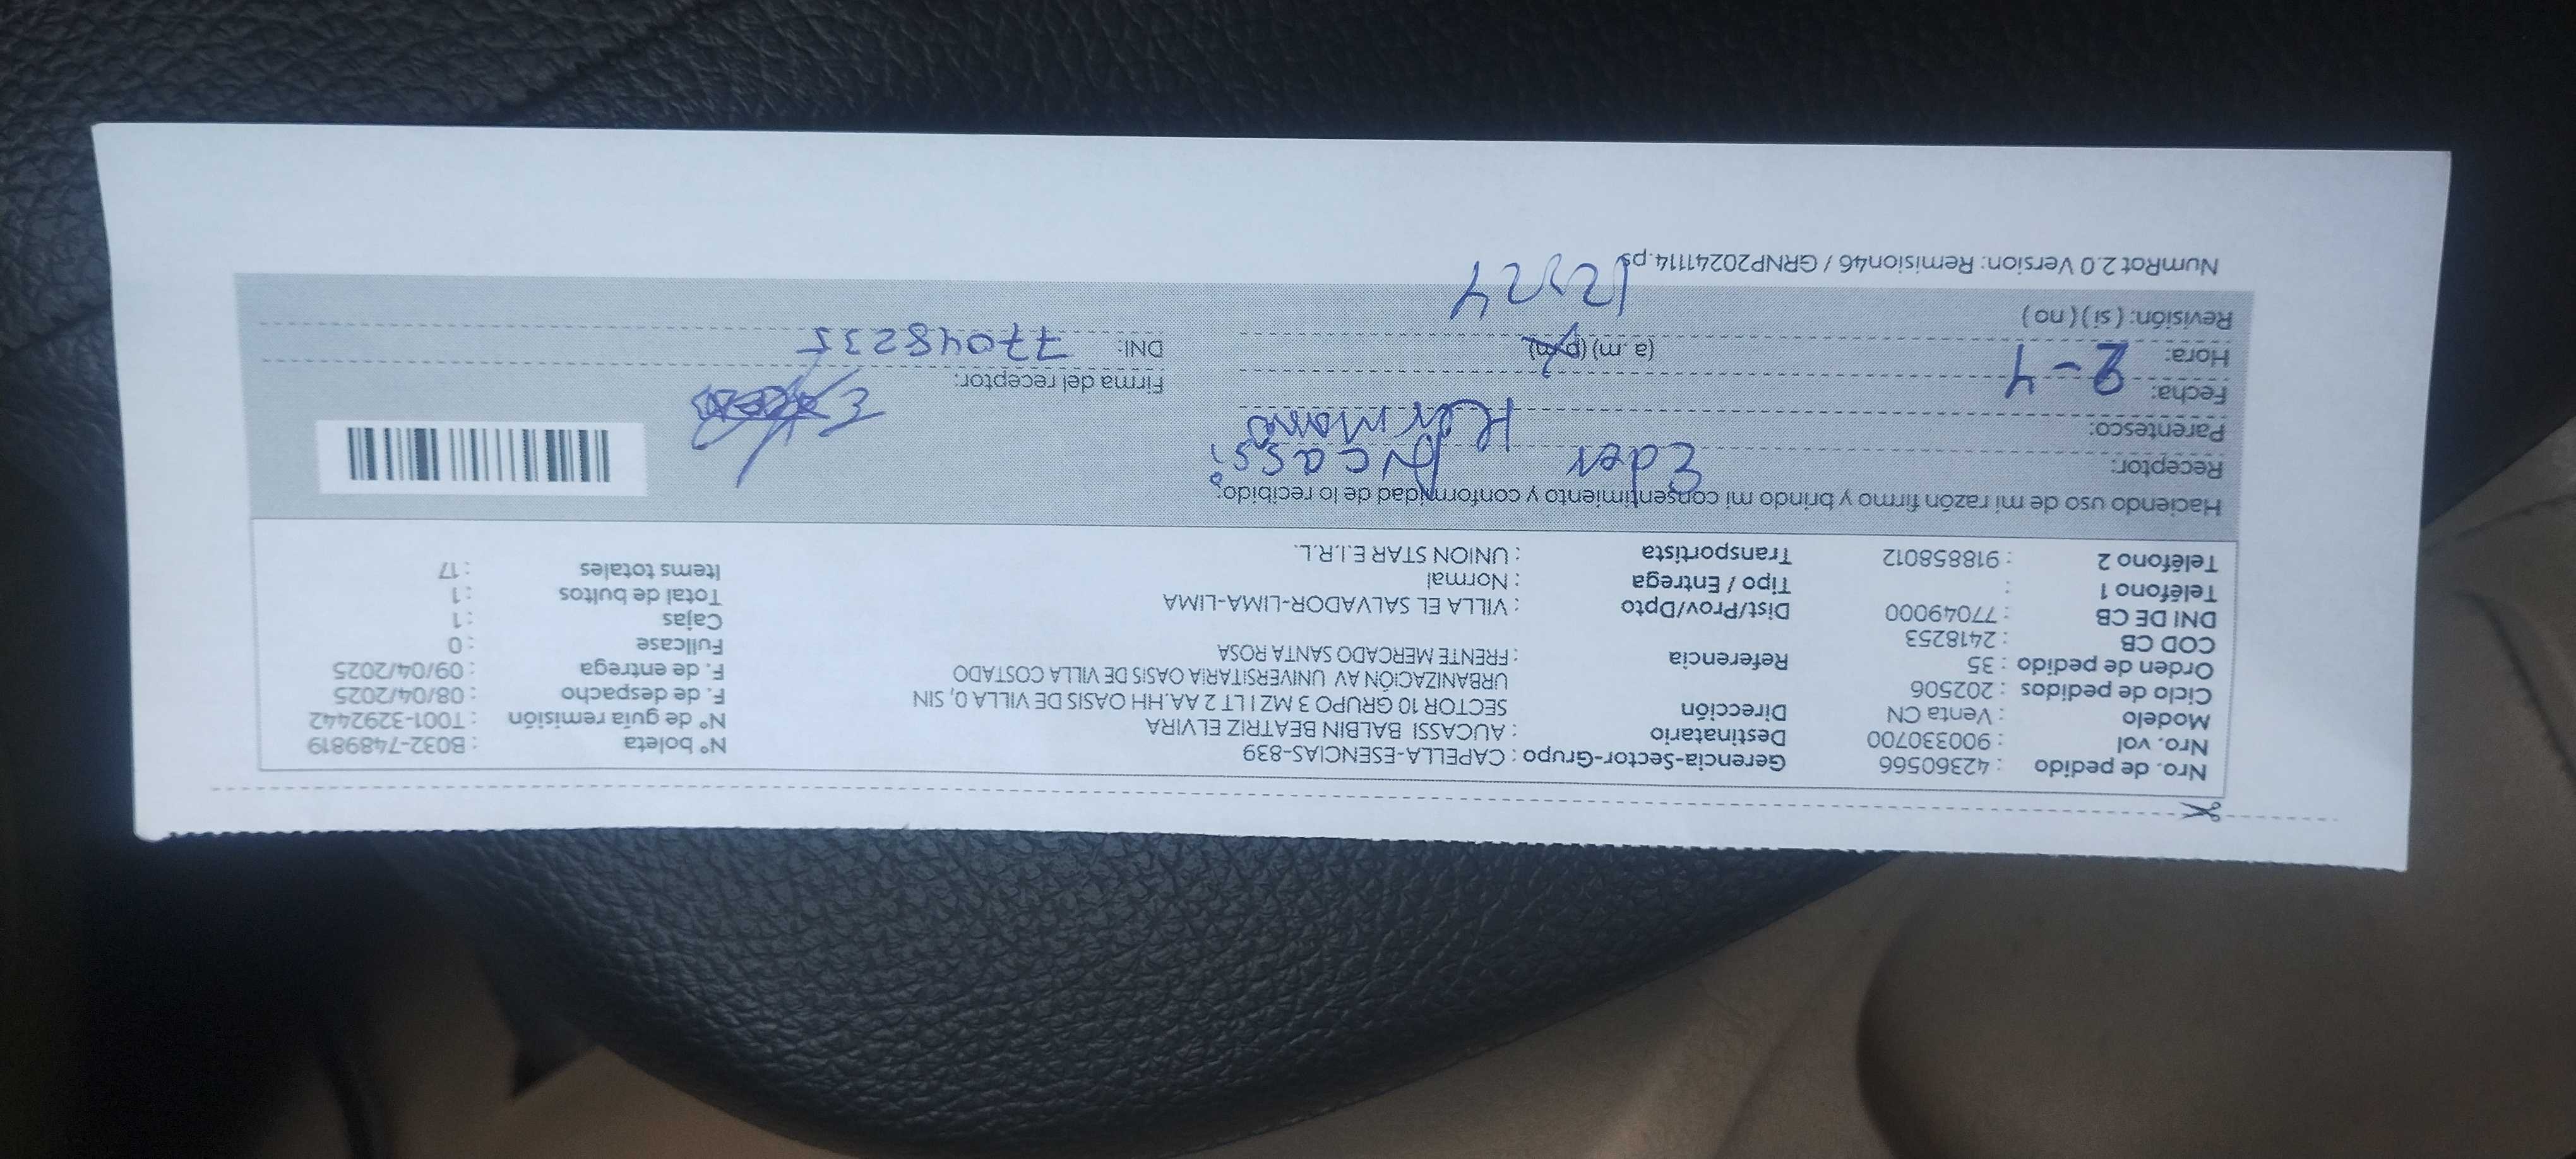 Nro. de pedido : 42360566 Gerencia-Sector-Grupo : CAPELLA-ESENCIAS-839 N° boleta : B032-7489819
Nro. vol : 900330700 Destinatario : AUCASSI BALBIN BEATRIZ ELVIRA N° de guía remisión : T001-3292442
Modelo : Venta CN Dirección SECTOR 10 GRUPO 3 MZ I LT 2 AA.HH OASIS DE VILLA 0, SIN F. de despacho : 08/04/2025
Ciclo de pedidos : 202506 URBANIZACIÓN AV UNIVERSITARIA OASIS DE VILLA COSTADO F. de entrega : 09/04/2025
Orden de pedido : 35 Referencia : FRENTE MERCADO SANTA ROSA Fullcase : 0
COD CB : 2418253 Cajas : 1
DNI DE CB : 77049000 Dist/Prov/Dpto : VILLA EL SALVADOR-LIMA-LIMA Total de bultos : 1
Teléfono 1 : Tipo / Entrega : Normal Items totales : 17
Teléfono 2 : 918858012 Transportista : UNION STAR E.I.R.L.
Haciendo uso de mi razón firmo y brindo mi consentimiento y conformidad de lo recibido:
Receptor: Eder
Parentesco: Hermano
Fecha: 9-4 Firma del receptor:
Hora: (a.m) (p.m) DNI: 77048235
Revisión: ( si ) ( no )
NumRot 2.0 Version: Remision46 / GRNP20241114.ps